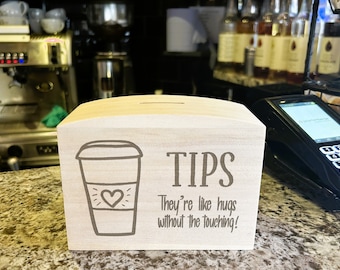 TIPS
They're like hugs
without the touching!